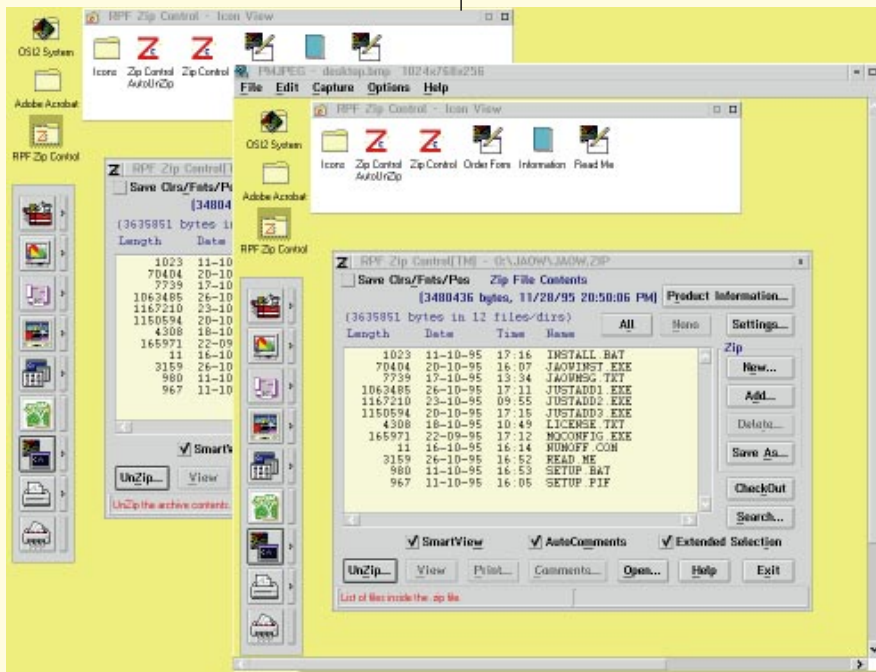 RPF Zip Control - Icon View
OS/2 System
Icons
Zip Control AutoUnZip
Zip Control
Adobe Acrobat
RPF Zip Control
RPF Zip Control[T
Save Clrs/Fnts/Po
[34804
(3635851 bytes i
Length Date
1023 11-10
70404 20-10
7739 17-10
1063485 26-10
1167210 23-10
1150594 20-10
4308 18-10
165971 22-09
11 16-10
3159 26-10
980 11-10
967 11-10
SmartV
UnZip... View
UnZip the archive contents.
PMJPEG - desktop.bmp 1024x768x256
File Edit Capture Options Help
RPF Zip Control - Icon View
OS/2 System
Icons
Zip Control AutoUnZip
Zip Control
Order Form
Information
Read Me
Adobe Acrobat
RPF Zip Control
RPF Zip Control[TM] - G:\JAOW\JAOW.ZIP
Save Clrs/Fnts/Pos Zip File Contents
[3480436 bytes, 11/28/95 20:50:06 PM] Product Information...
(3635851 bytes in 12 files/dirs) All None Settings...
Length Date Time Name
Zip
1023 11-10-95 17:16 INSTALL.BAT
70404 20-10-95 16:07 JAOWINST.EXE
7739 17-10-95 13:34 JAOWMSG.TXT
1063485 26-10-95 17:11 JUSTADD1.EXE
1167210 23-10-95 09:55 JUSTADD2.EXE
1150594 20-10-95 17:15 JUSTADD3.EXE
4308 18-10-95 10:49 LICENSE.TXT
165971 22-09-95 17:12 MQCONFIG.EXE
11 16-10-95 16:14 NUMOFF.COM
3159 26-10-95 16:52 READ.ME
980 11-10-95 16:53 SETUP.BAT
967 11-10-95 16:05 SETUP.PIF
New...
Add...
Delete...
Save As...
CheckOut
Search...
SmartView AutoComments Extended Selection
UnZip... View Print... Comments... Open... Help Exit
List of files inside the .zip file